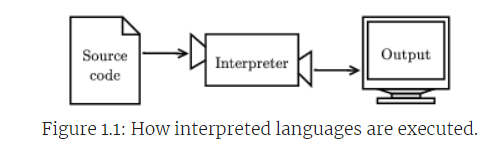 Source
code
Interpreter
Output
Figure 1.1: How interpreted languages are executed.